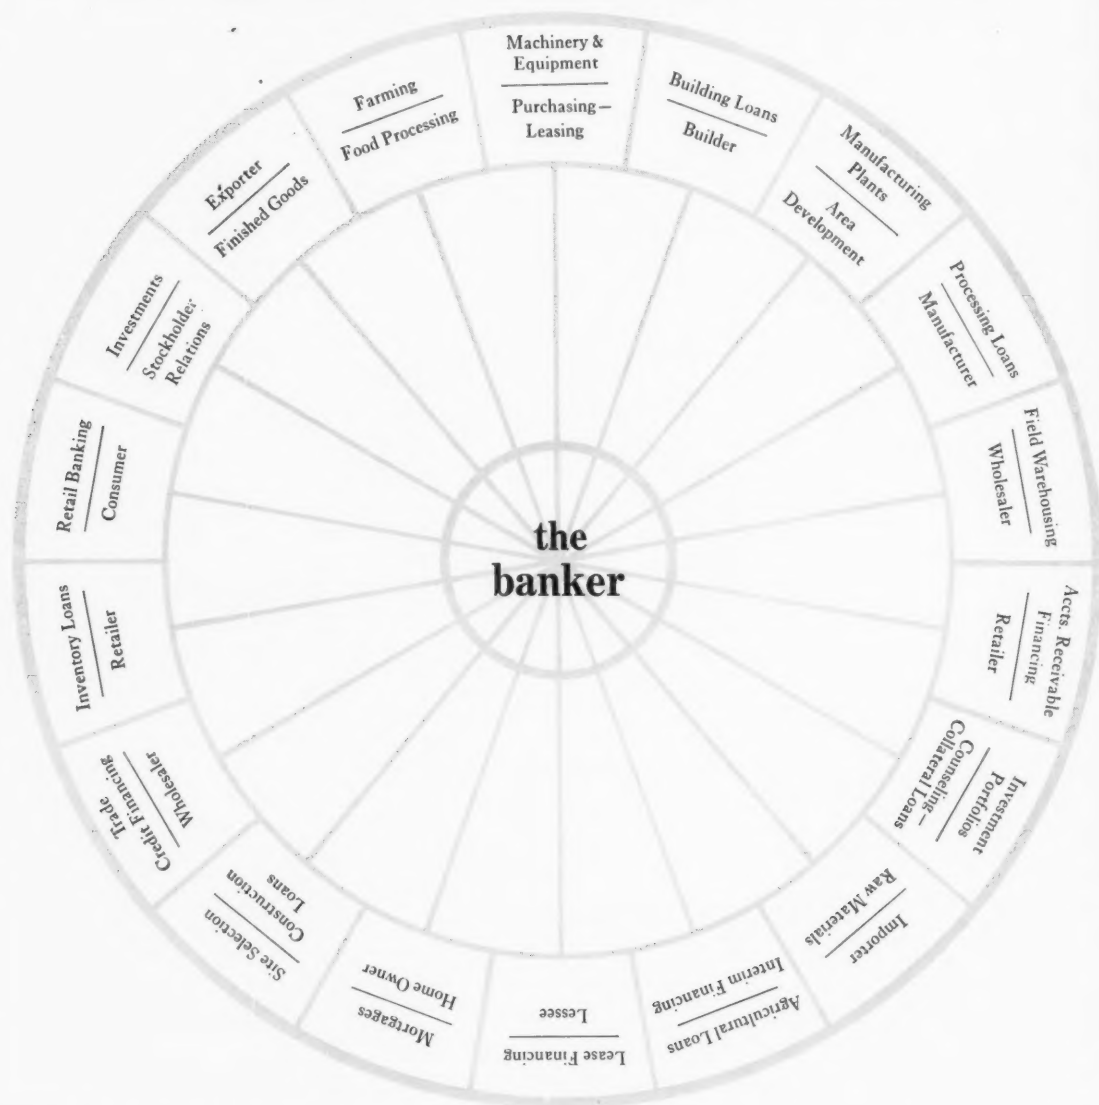 Machinery &
Equipment
Purchasing—
Leasing
Building Loans
Builder
Manufacturing
Plants
Area
Development
Processing Loans
Manufacturer
Field Warehousing
Wholesaler
Accts. Receivable
Financing
Retailer
Investment
Portfolios
Counseling—
Collateral Loans
Importer
Raw Materials
Agricultural Loans
Interim Financing
Lease Financing
Lessee
Mortgages
Home Owner
Site Selection
Construction
Loans
Trade
Credit Financing
Wholesaler
Inventory Loans
Retailer
Retail Banking
Consumer
Investments
Stockholder
Relations
Exporter
Finished Goods
Farming
Food Processing
the
banker